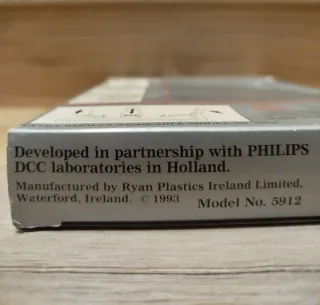 Developed in partnership with PHILIPS
DCC laboratories in Holland.
Manufactured by Ryan Plastics Ireland Limited,
Waterford, Ireland. © 1993 Model No. 5912